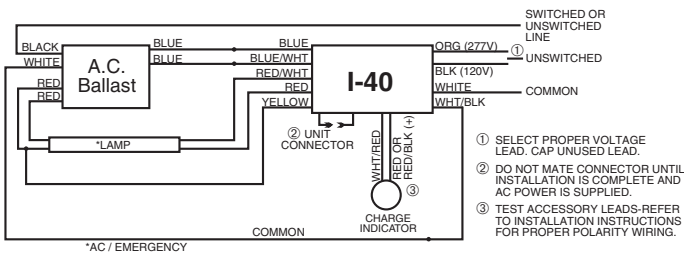 SWITCHED OR
UNSWITCHED
LINE
BLACK
BLUE
BLUE
ORG (277V)
①
UNSWITCHED
WHITE
A.C.
Ballast
BLUE
BLUE/WHT
I-40
BLK (120V)
RED/WHT
RED
RED
WHITE
COMMON
RED
YELLOW
WHT/BLK
② UNIT
CONNECTOR
*LAMP
WHT/RED
RED OR
RED/BLK (+)
① SELECT PROPER VOLTAGE
LEAD. CAP UNUSED LEAD.
② DO NOT MATE CONNECTOR UNTIL
INSTALLATION IS COMPLETE AND
AC POWER IS SUPPLIED.
③
③ TEST ACCESSORY LEADS-REFER
TO INSTALLATION INSTRUCTIONS
FOR PROPER POLARITY WIRING.
CHARGE
INDICATOR
COMMON
*AC / EMERGENCY